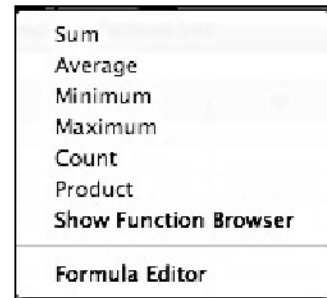 Sum
Average
Minimum
Maximum
Count
Product
Show Function Browser
Formula Editor